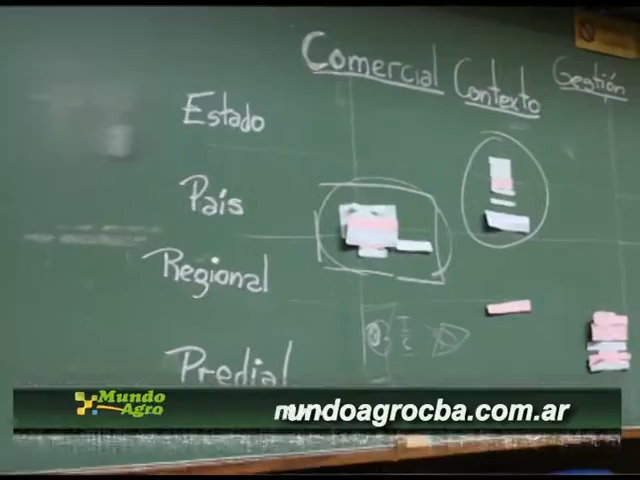 Comercial
Contexto
Gestión
Estado
País
Regional
Predial
Mundo
Agro
mundoagrocba.com.ar